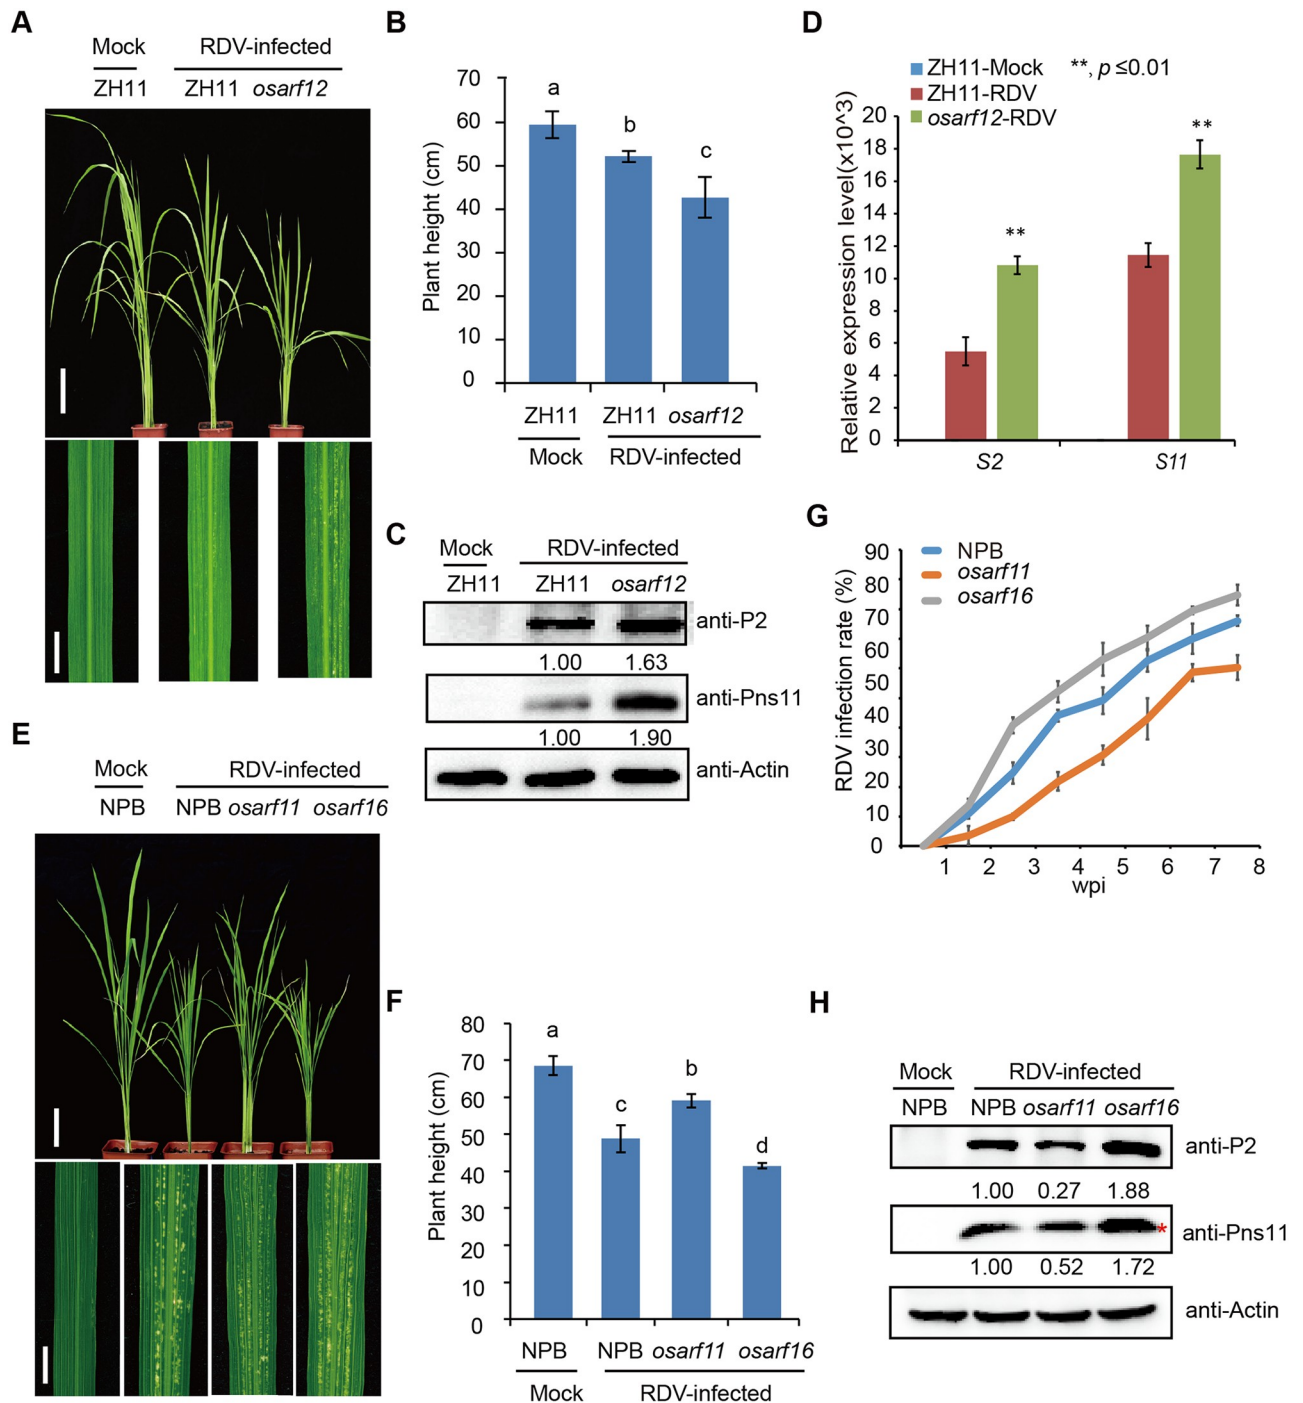 A
Mock RDV-infected
ZH11 ZH11 osarf12
B
Plant height (cm)
70
60
50
40
30
20
10
0
a
b
c
ZH11 ZH11 osarf12
Mock RDV-infected
C
Mock RDV-infected
ZH11 ZH11 osarf12
anti-P2
1.00 1.63
anti-Pns11
1.00 1.90
anti-Actin
D
ZH11-Mock **, p ≤0.01
ZH11-RDV
osarf12-RDV
Relative expression level(x10^3)
20
18
16
14
12
10
8
6
4
2
0
**
**
S2 S11
E
Mock RDV-infected
NPB NPB osarf11 osarf16
F
Plant height (cm)
80
70
60
50
40
30
20
10
0
a
c
b
d
NPB NPB osarf11 osarf16
Mock RDV-infected
G
NPB
osarf11
osarf16
RDV infection rate (%)
90
80
70
60
50
40
30
20
10
0
1 2 3 4 5 6 7 8
wpi
H
Mock RDV-infected
NPB NPB osarf11 osarf16
anti-P2
1.00 0.27 1.88
* anti-Pns11
1.00 0.52 1.72
anti-Actin